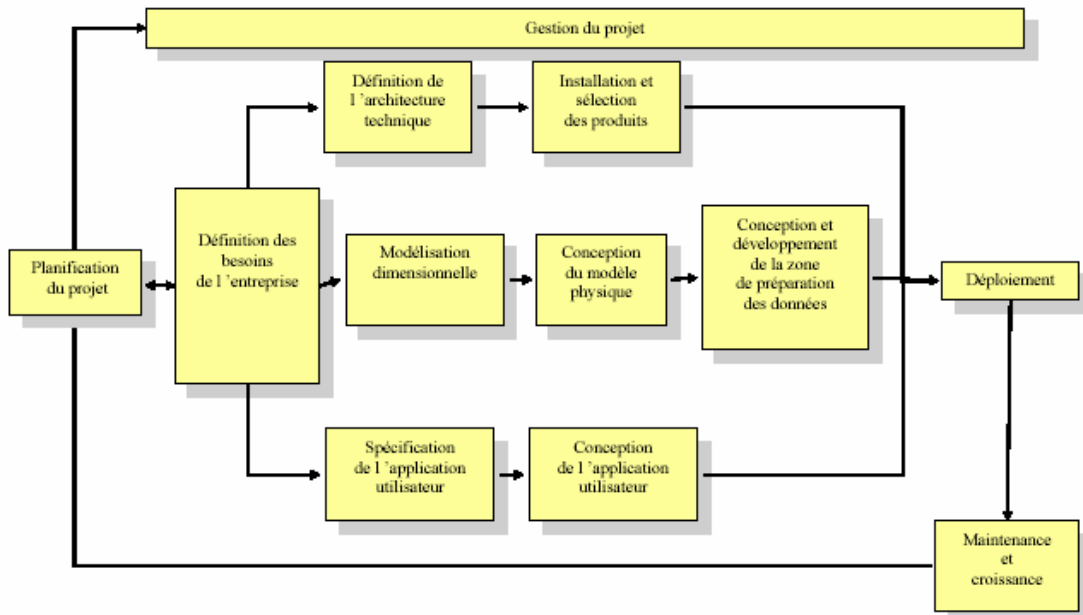 Gestion du projet
Définition de
l ’architecture
technique
Installation et
sélection
des produits
Planification
du projet
Définition des
besoins
de l ’entreprise
Modélisation
dimensionnelle
Conception
du modèle
physique
Conception et
développement
de la zone
de préparation
des données
Déploiement
Spécification
de l ’application
utilisateur
Conception
de l ’application
utilisateur
Maintenance
et
croissance